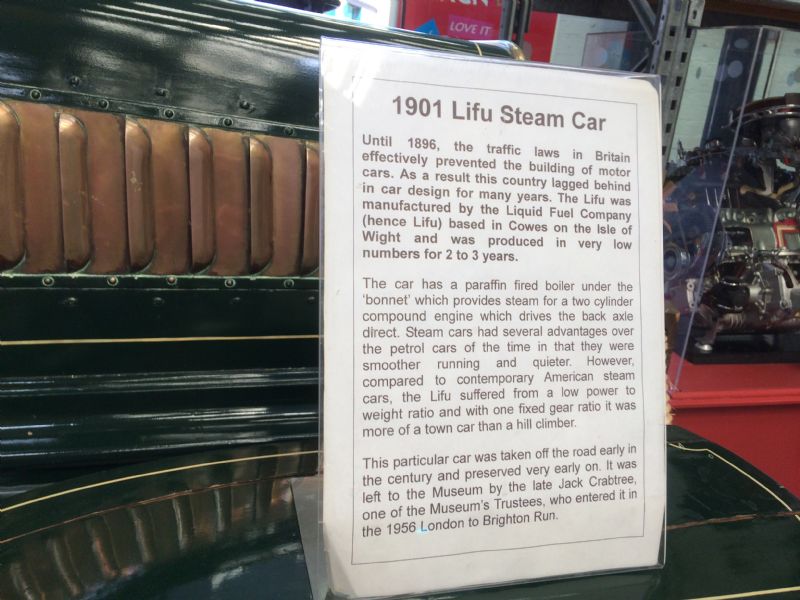 LOVE IT
1901 Lifu Steam Car
Until 1896, the traffic laws in Britain
effectively prevented the building of motor
cars. As a result this country lagged behind
in car design for many years. The Lifu was
manufactured by the Liquid Fuel Company
(hence Lifu) based in Cowes on the Isle of
Wight and was produced in very low
numbers for 2 to 3 years.
The car has a paraffin fired boiler under the
'bonnet' which provides steam for a two cylinder
compound engine which drives the back axle
direct. Steam cars had several advantages over
the petrol cars of the time in that they were
smoother running and quieter. However,
compared to contemporary American steam
cars, the Lifu suffered from a low power to
weight ratio and with one fixed gear ratio it was
more of a town car than a hill climber.
This particular car was taken off the road early in
the century and preserved very early on. It was
left to the Museum by the late Jack Crabtree,
one of the Museum's Trustees, who entered it in
the 1956 London to Brighton Run.